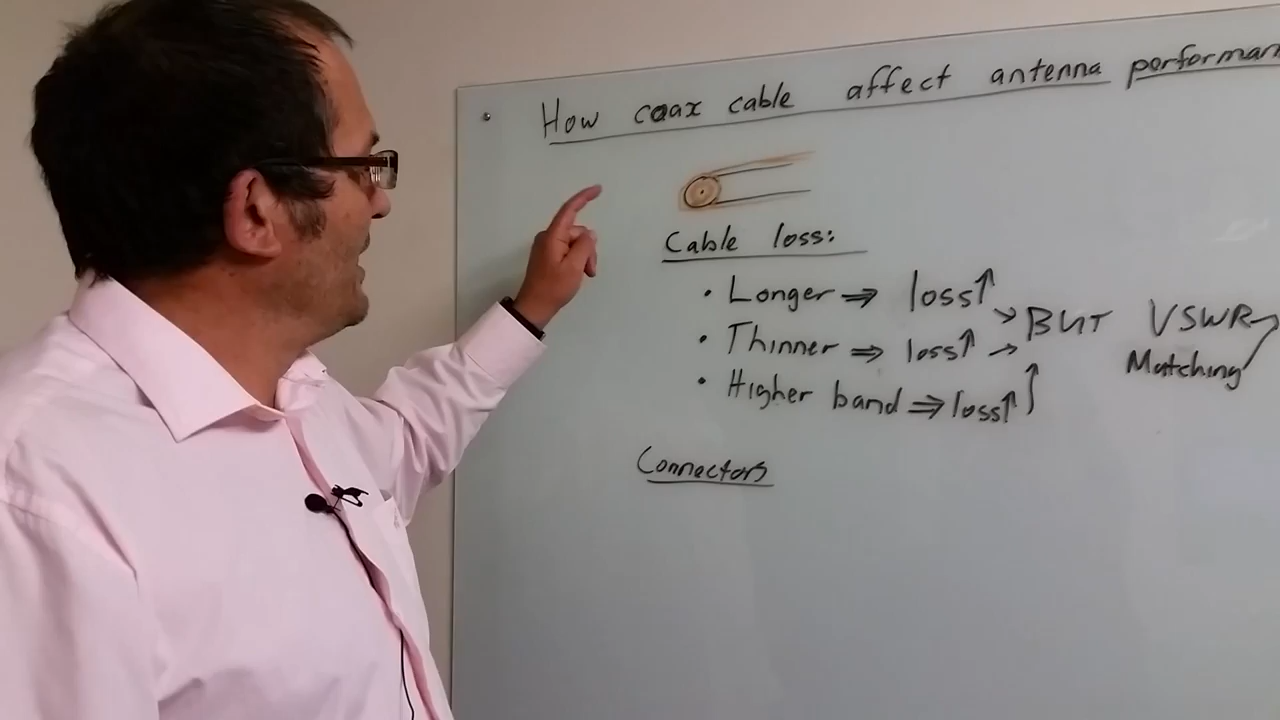 How coax cable affect antenna performan
Cable loss:
• Longer ⇒ loss↑
• Thinner ⇒ loss↑ → BUT VSWR
Matching
• Higher band ⇒ loss↑
Connectors